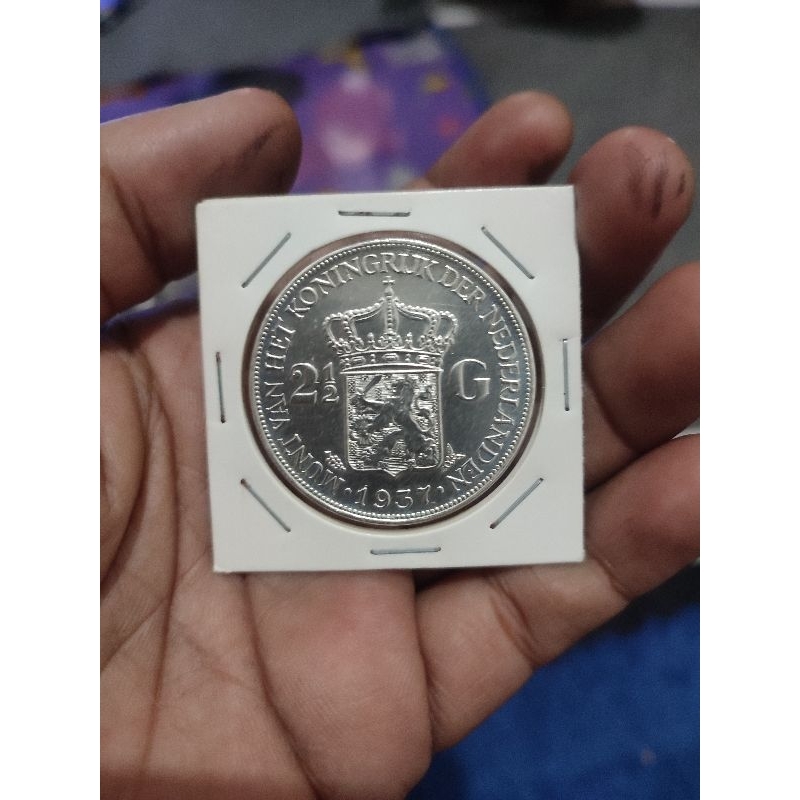 MUNT VAN HET KONINGRIJK DER NEDERLANDEN
2½ G
1937